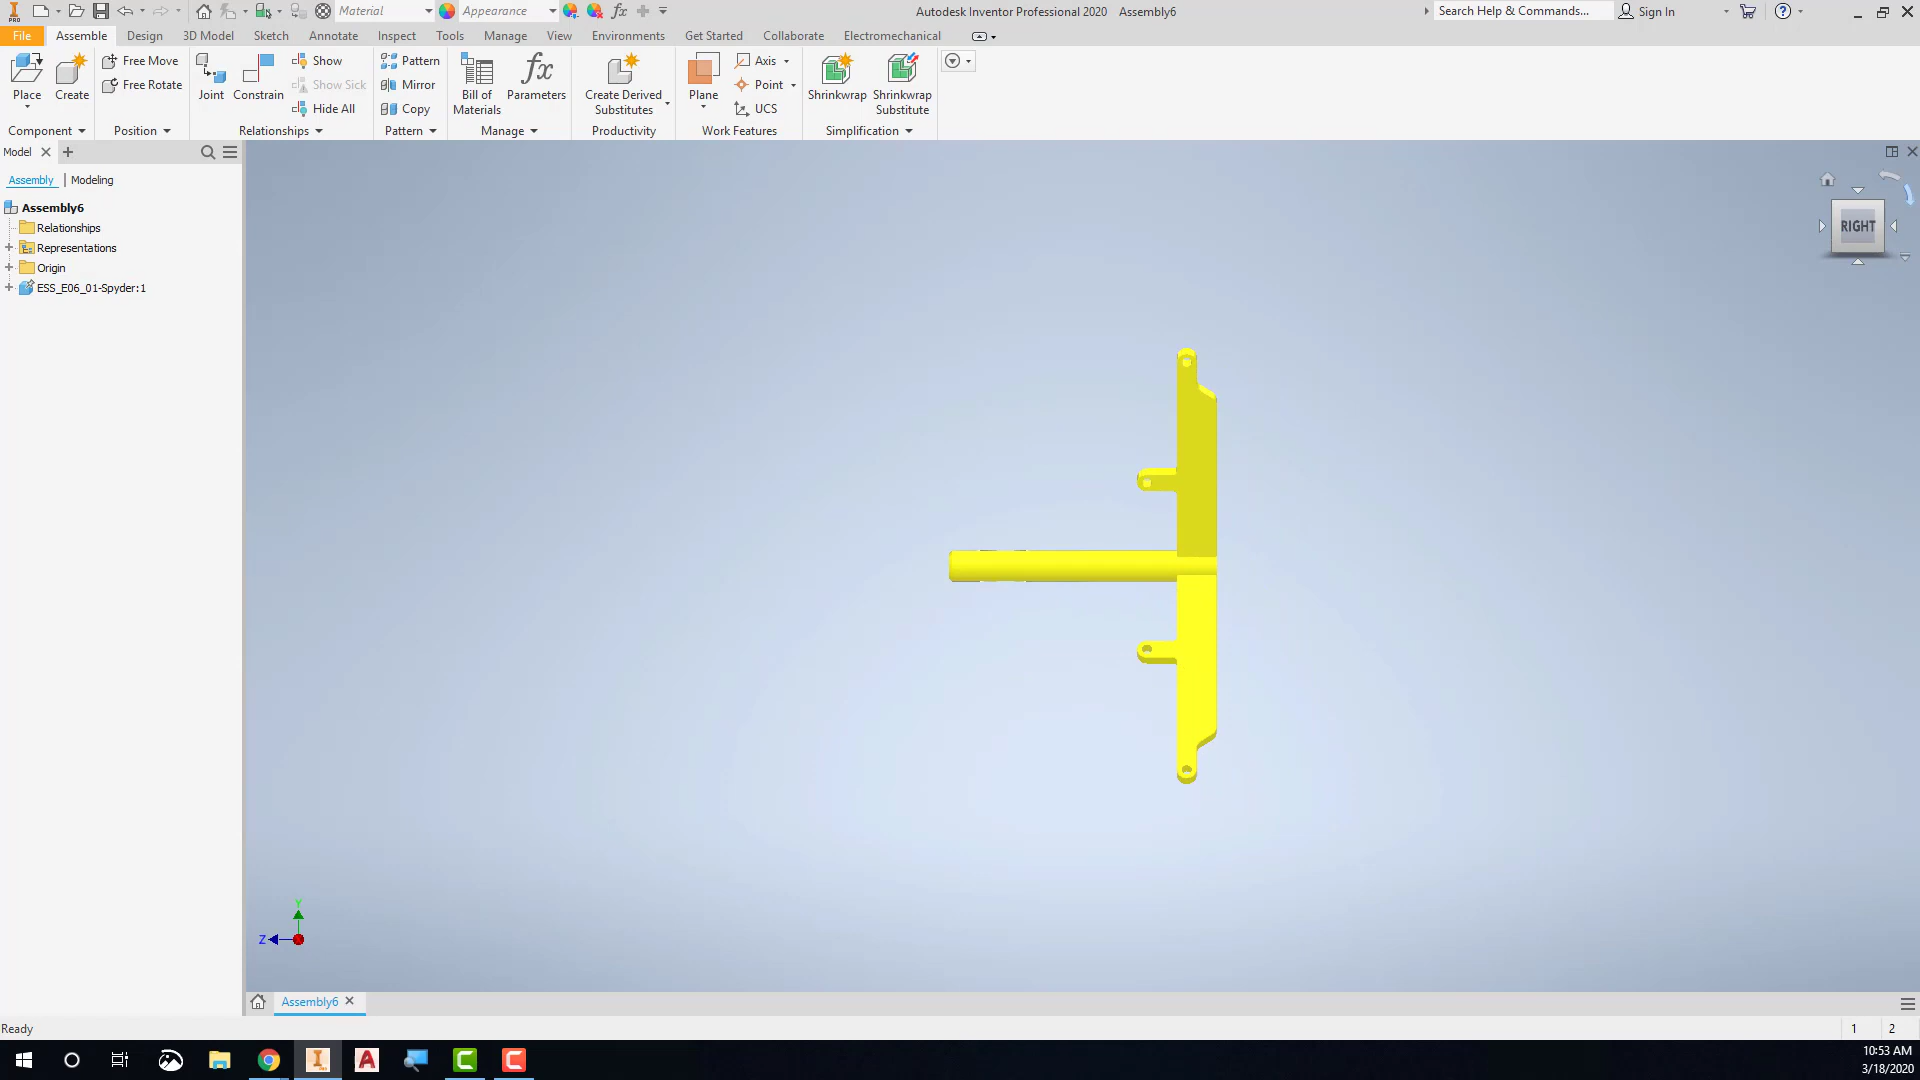 Material
Appearance
Autodesk Inventor Professional 2020 Assembly6
Search Help & Commands...
Sign In
File Assemble Design 3D Model Sketch Annotate Inspect Tools Manage View Environments Get Started Collaborate Electromechanical
Place
Create
Component
Free Move
Free Rotate
Position
Joint
Constrain
Show
Show Sick
Hide All
Relationships
Pattern
Mirror
Copy
Pattern
Bill of
Materials
Parameters
Manage
Create Derived
Substitutes
Productivity
Plane
Axis
Point
UCS
Work Features
Shrinkwrap
Shrinkwrap
Substitute
Simplification
Model
Assembly | Modeling
Assembly6
Relationships
Representations
Origin
ESS_E06_01-Spyder:1
RIGHT
Y
Z
Assembly6
Ready
1 2
10:53 AM
3/18/2020